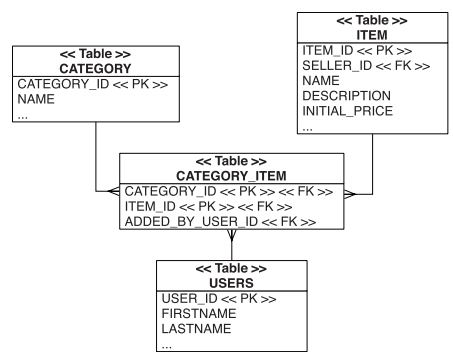 << Table >>
CATEGORY
CATEGORY_ID << PK >>
NAME
...
<< Table >>
ITEM
ITEM_ID << PK >>
SELLER_ID << FK >>
NAME
DESCRIPTION
INITIAL_PRICE
...
<< Table >>
CATEGORY_ITEM
CATEGORY_ID << PK >> << FK >>
ITEM_ID << PK >> << FK >>
ADDED_BY_USER_ID << FK >>
<< Table >>
USERS
USER_ID << PK >>
FIRSTNAME
LASTNAME
...